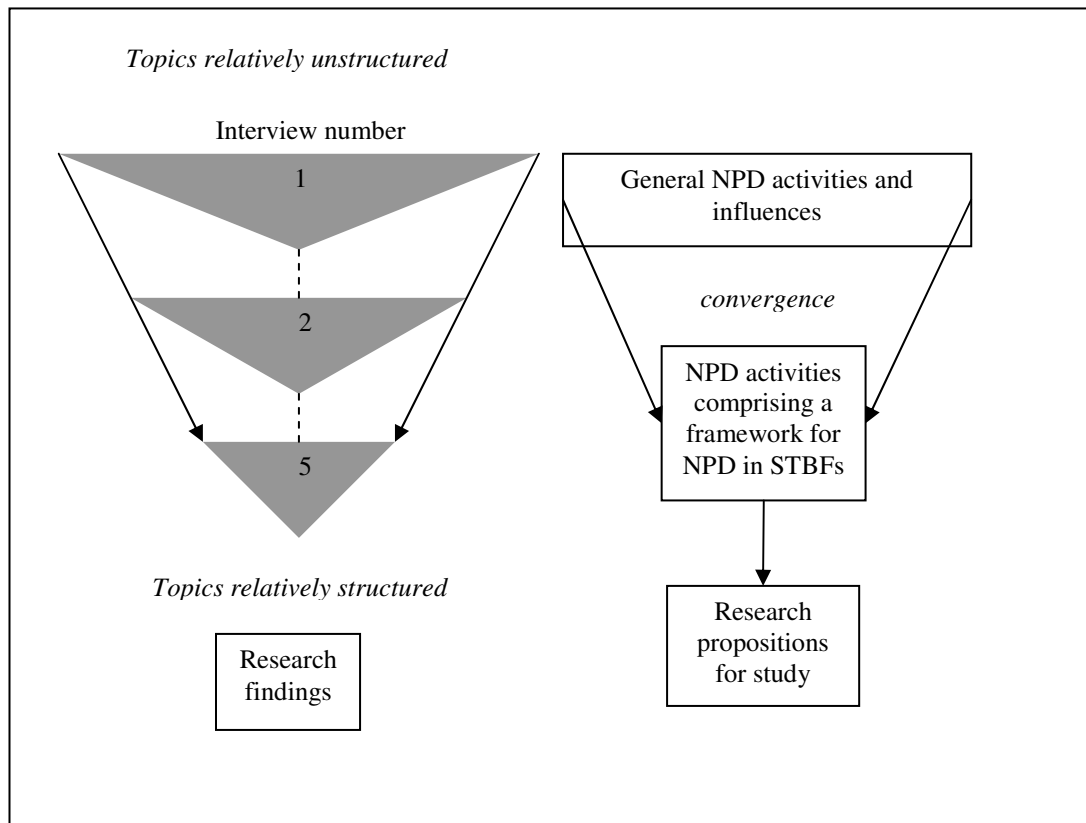 Topics relatively unstructured
Interview number
1
2
5
Topics relatively structured
Research
findings
General NPD activities and
influences
convergence
NPD activities
comprising a
framework for
NPD in STBFs
Research
propositions
for study